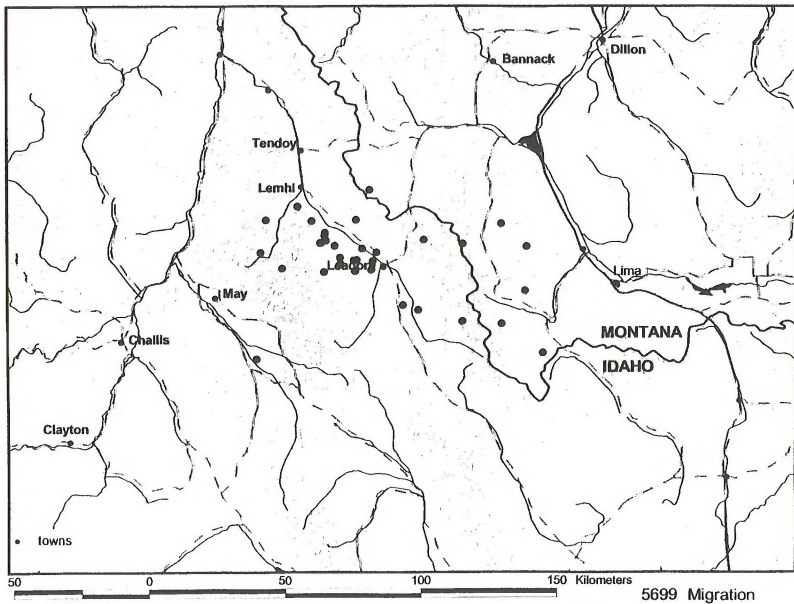 Bannack
Dillon
Tendoy
Lemhi
Leadore
Lima
May
MONTANA
Challis
IDAHO
Clayton
towns
50 0 50 100 150 Kilometers
5699 Migration